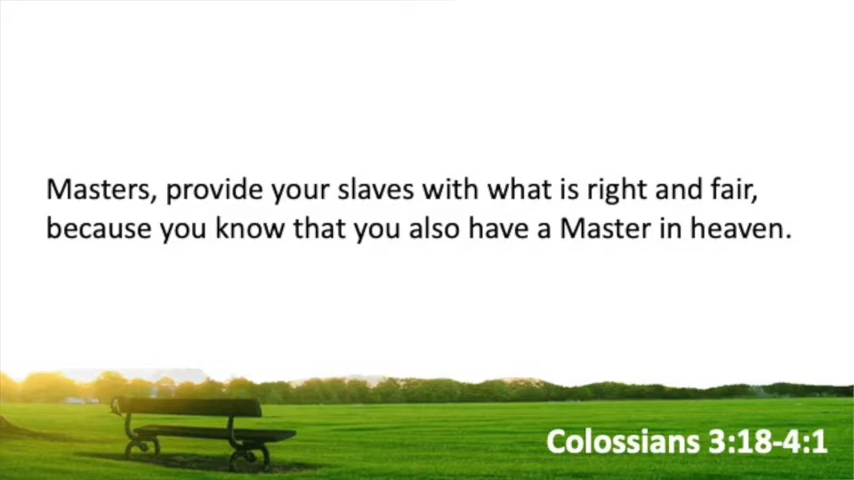 Masters, provide your slaves with what is right and fair,
because you know that you also have a Master in heaven.
Colossians 3:18-4:1